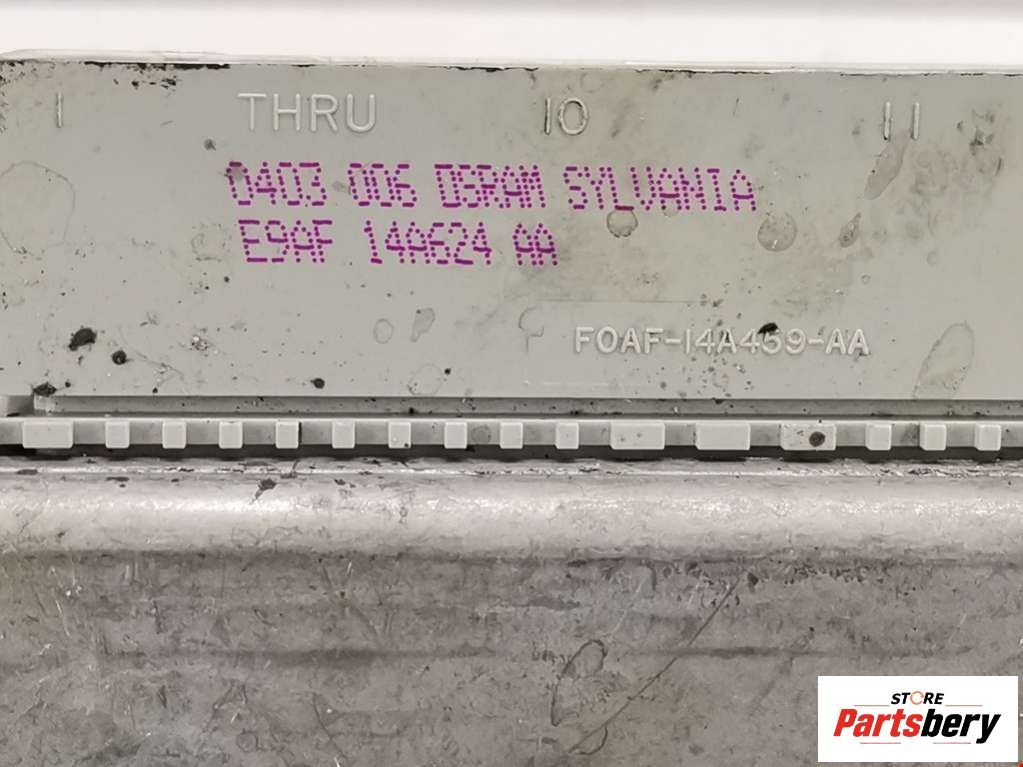 1 THRU 10 11
0403 006 OSRAM SYLVANIA
E9AF 14A624 AA
F0AF-14A459-AA
STORE
Partsbery